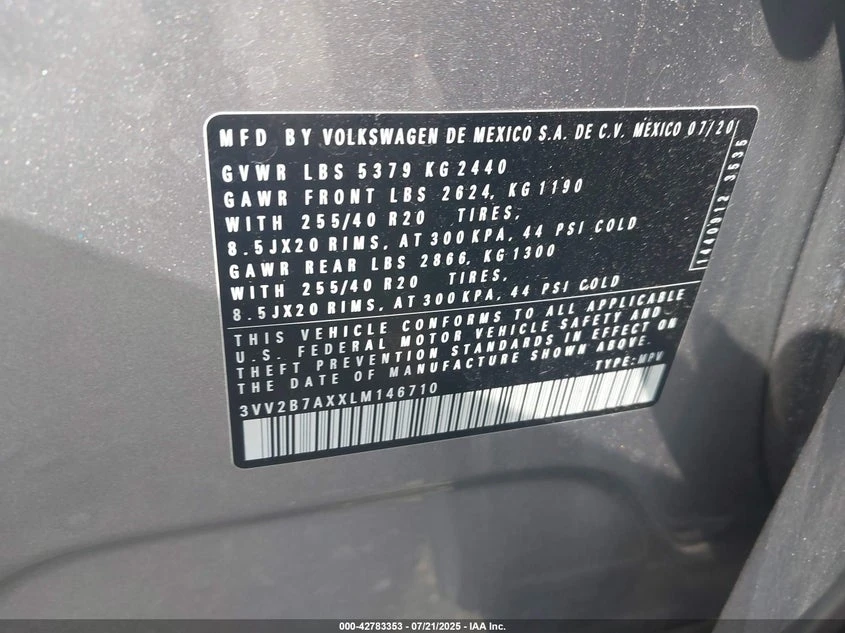 MFD BY VOLKSWAGEN DE MEXICO S.A. DE C.V. MEXICO 07/20
GVWR LBS 5379 KG 2440
GAWR FRONT LBS 2624, KG 1190
WITH 255/40 R20 TIRES,
8.5JX20 RIMS, AT 300 KPA, 44 PSI COLD
GAWR REAR LBS 2866, KG 1300
WITH 255/40 R20 TIRES,
8.5JX20 RIMS, AT 300 KPA, 44 PSI COLD
THIS VEHICLE CONFORMS TO ALL APPLICABLE
U.S. FEDERAL MOTOR VEHICLE SAFETY AND
THEFT PREVENTION STANDARDS IN EFFECT ON
THE DATE OF MANUFACTURE SHOWN ABOVE.
TYPE: MPV
3VV2B7AXXLM146710
1440912 3535
000-42783353 - 07/21/2025 - IAA Inc.